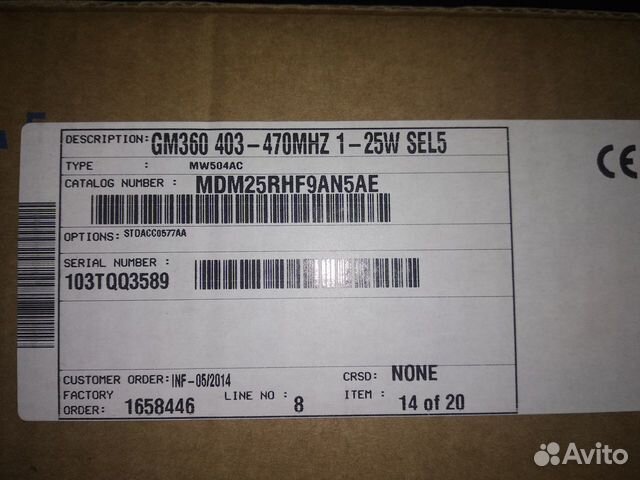 DESCRIPTION: GM360 403-470MHZ 1-25W SEL5
TYPE : MW504AC
CATALOG NUMBER : MDM25RHF9AN5AE
OPTIONS: STDACC0577AA
SERIAL NUMBER :
103TQQ3589
CUSTOMER ORDER: INF-05/2014 CRSD: NONE
FACTORY
ORDER: 1658446 LINE NO : 8 ITEM : 14 of 20
CE
Avito